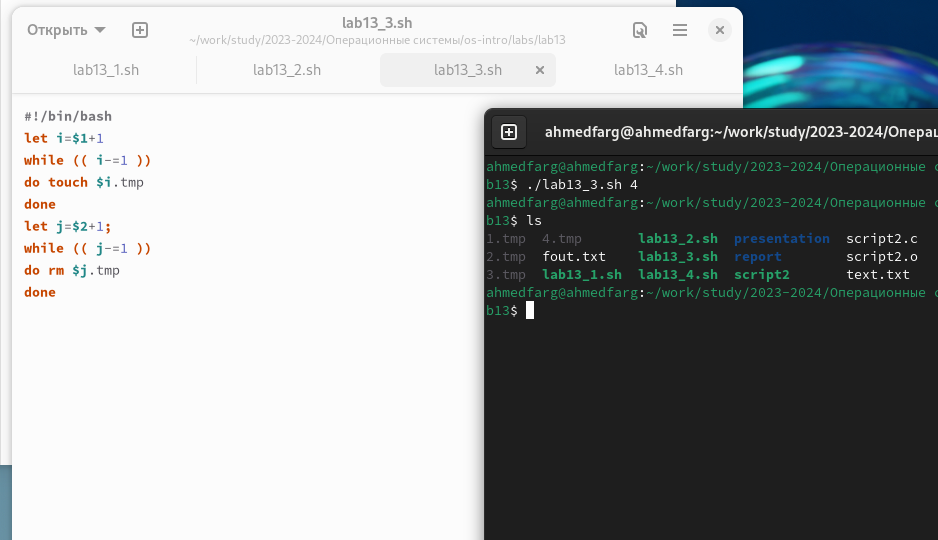 Открыть
lab13_3.sh
~/work/study/2023-2024/Операционные системы/os-intro/labs/lab13
lab13_1.sh lab13_2.sh lab13_3.sh lab13_4.sh
#!/bin/bash
let i=$1+1
while (( i-=1 ))
do touch $i.tmp
done
let j=$2+1;
while (( j-=1 ))
do rm $j.tmp
done
ahmedfarg@ahmedfarg:~/work/study/2023-2024/Операц
ahmedfarg@ahmedfarg:~/work/study/2023-2024/Операционные с
b13$ ./lab13_3.sh 4
ahmedfarg@ahmedfarg:~/work/study/2023-2024/Операционные с
b13$ ls
1.tmp 4.tmp lab13_2.sh presentation script2.c
2.tmp fout.txt lab13_3.sh report script2.o
3.tmp lab13_1.sh lab13_4.sh script2 text.txt
ahmedfarg@ahmedfarg:~/work/study/2023-2024/Операционные с
b13$